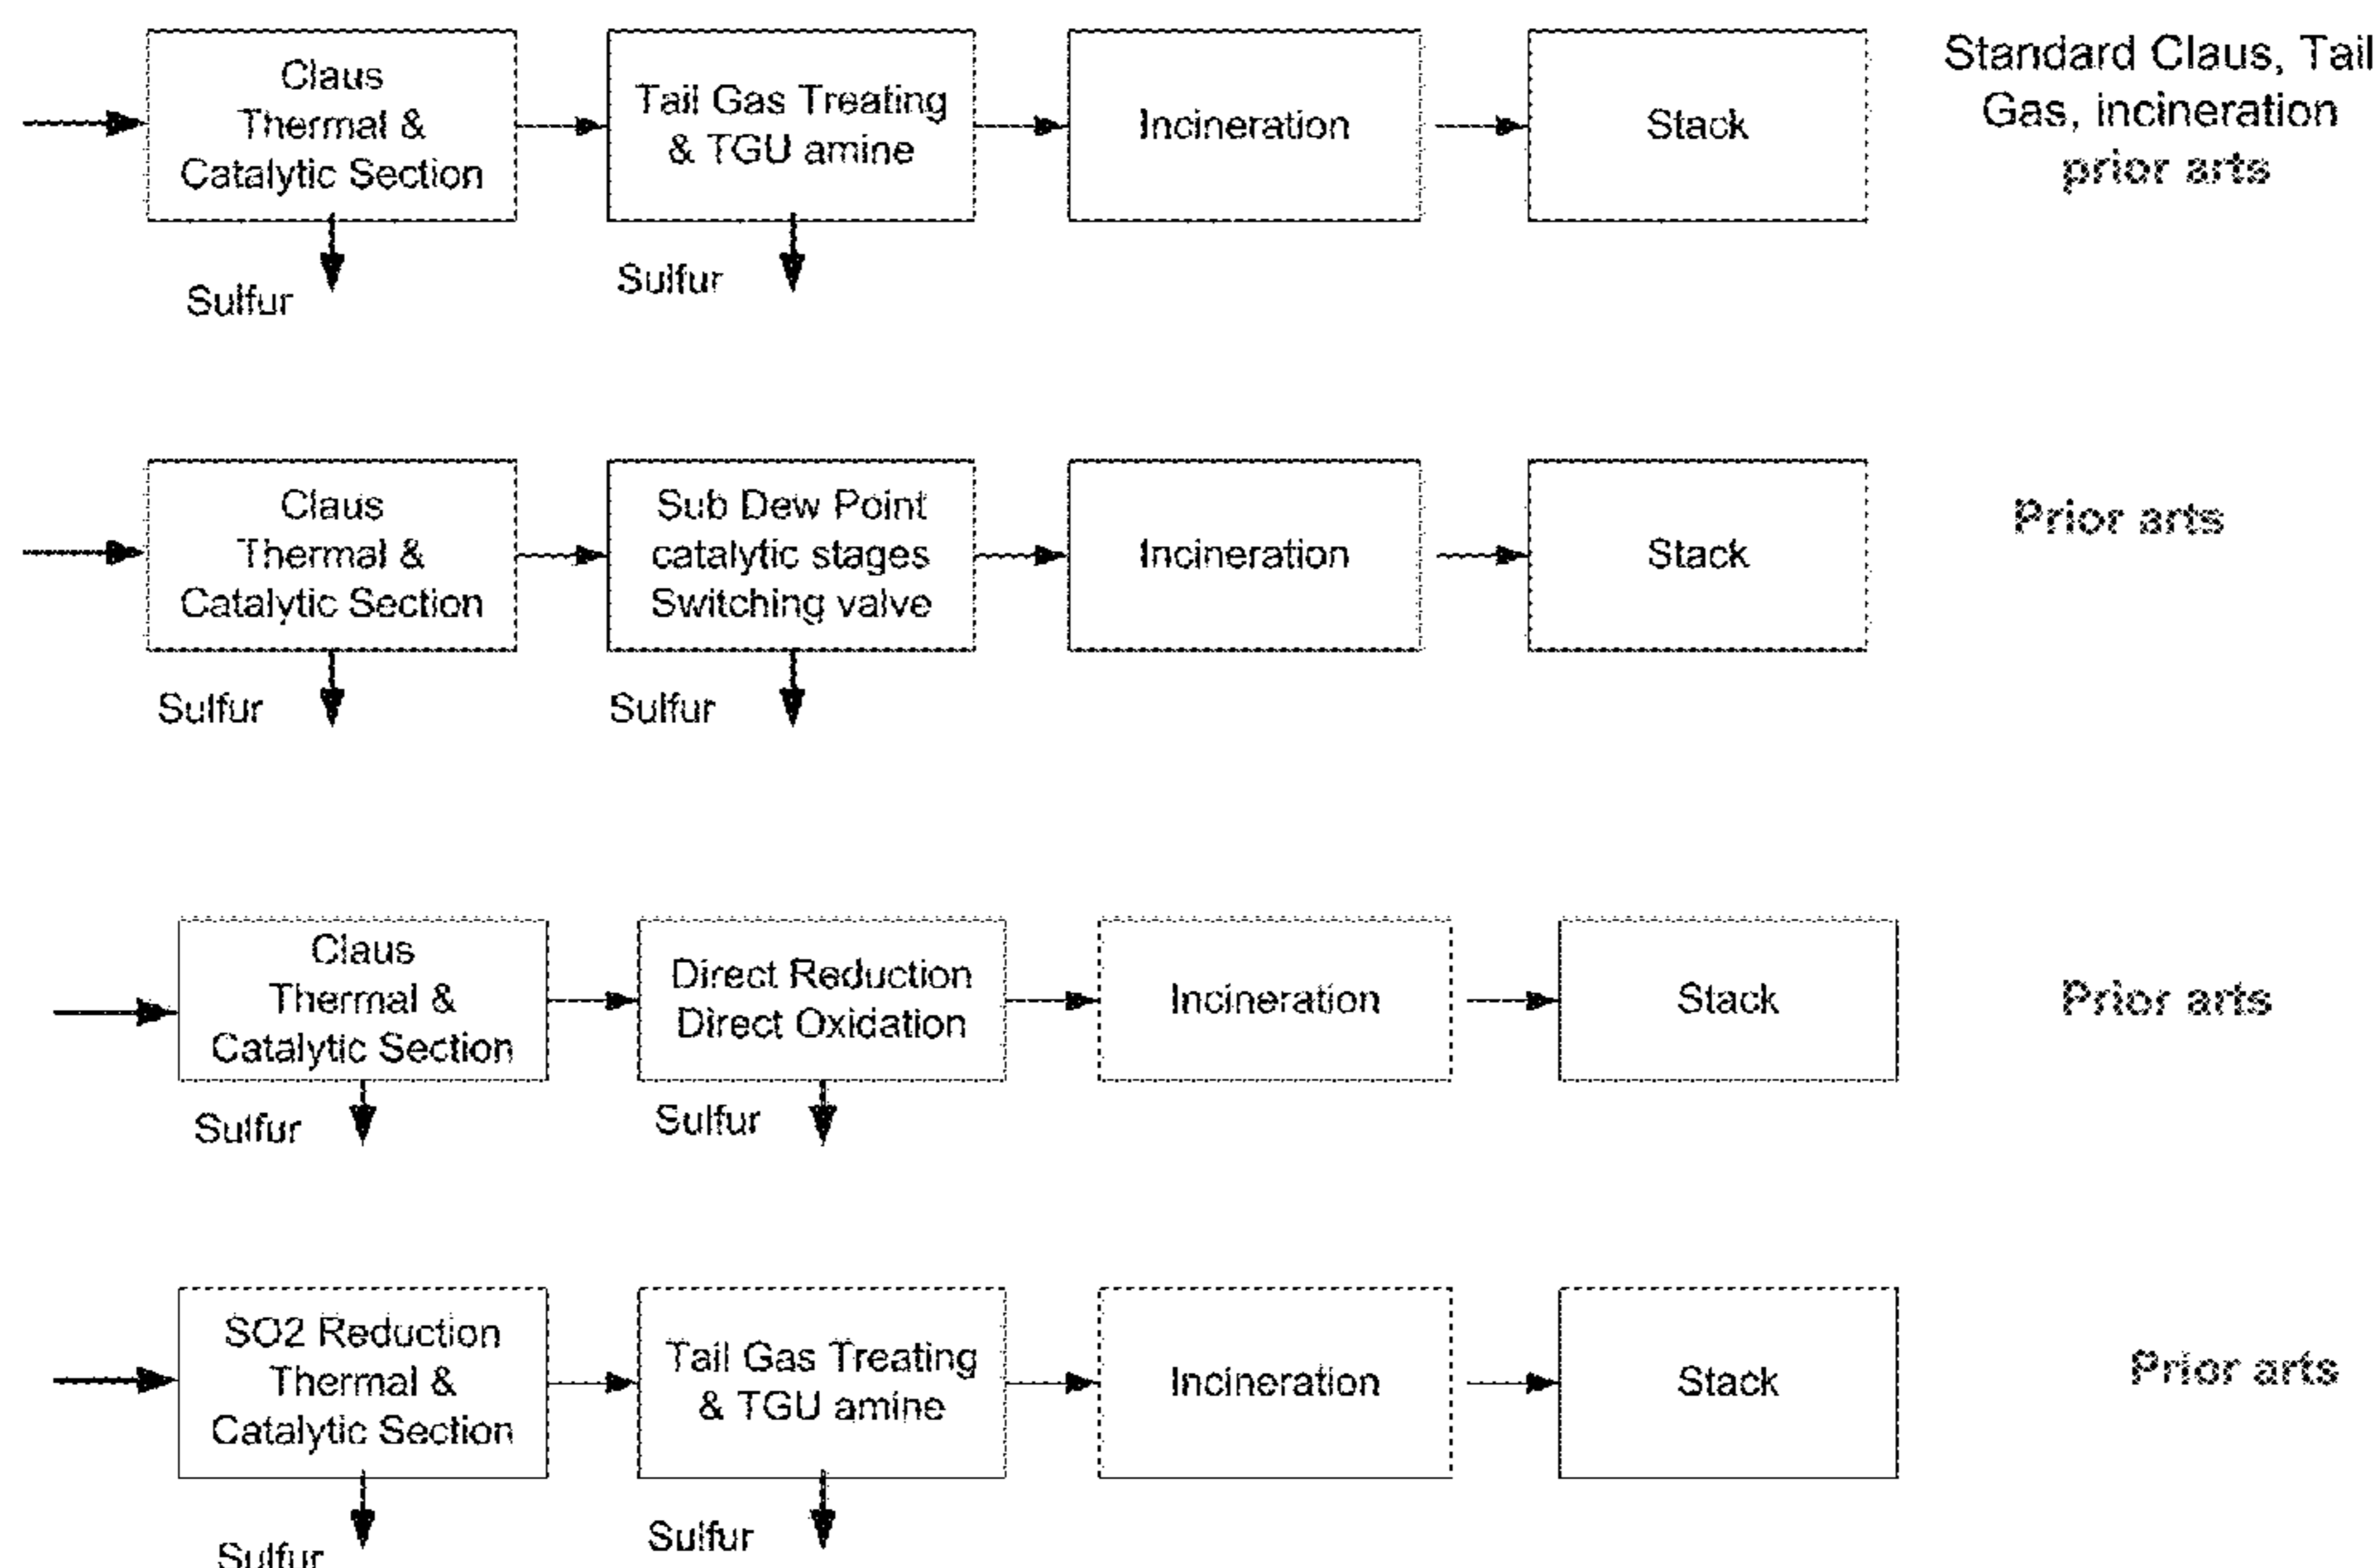 Claus
Thermal &
Catalytic Section
Tail Gas Treating
& TGU amine
Incineration
Stack
Standard Claus, Tail
Gas, incineration
prior arts
Sulfur
Sulfur
Claus
Thermal &
Catalytic Section
Sub Dew Point
catalytic stages
Switching valve
Incineration
Stack
Prior arts
Sulfur
Sulfur
Claus
Thermal &
Catalytic Section
Direct Reduction
Direct Oxidation
Incineration
Stack
Prior arts
Sulfur
Sulfur
SO2 Reduction
Thermal &
Catalytic Section
Tail Gas Treating
& TGU amine
Incineration
Stack
Prior arts
Sulfur
Sulfur